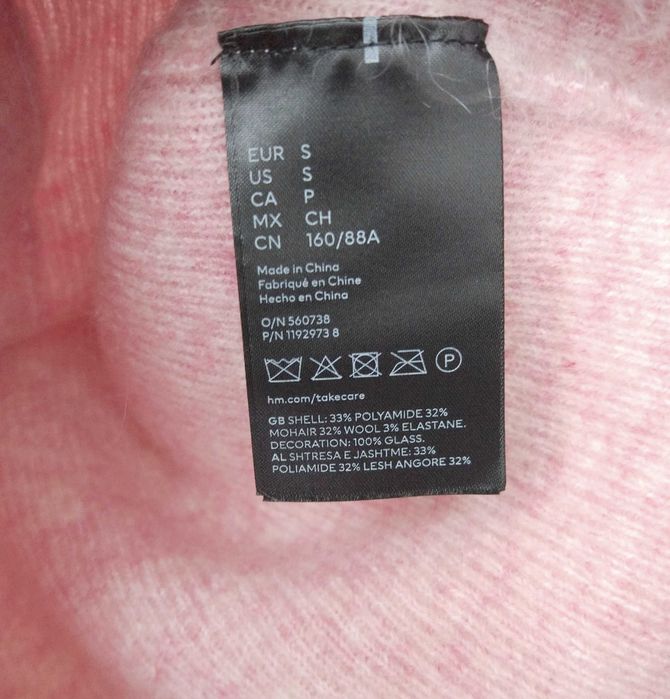 EUR S
US S
CA P
MX CH
CN 160/88A
Made in China
Fabriqué en Chine
Hecho en China
O/N 560738
P/N 1192973 8
P
hm.com/takecare
GB SHELL: 33% POLYAMIDE 32%
MOHAIR 32% WOOL 3% ELASTANE.
DECORATION: 100% GLASS.
AL SHTRESA E JASHTME: 33%
POLIAMIDE 32% LESH ANGORE 32%